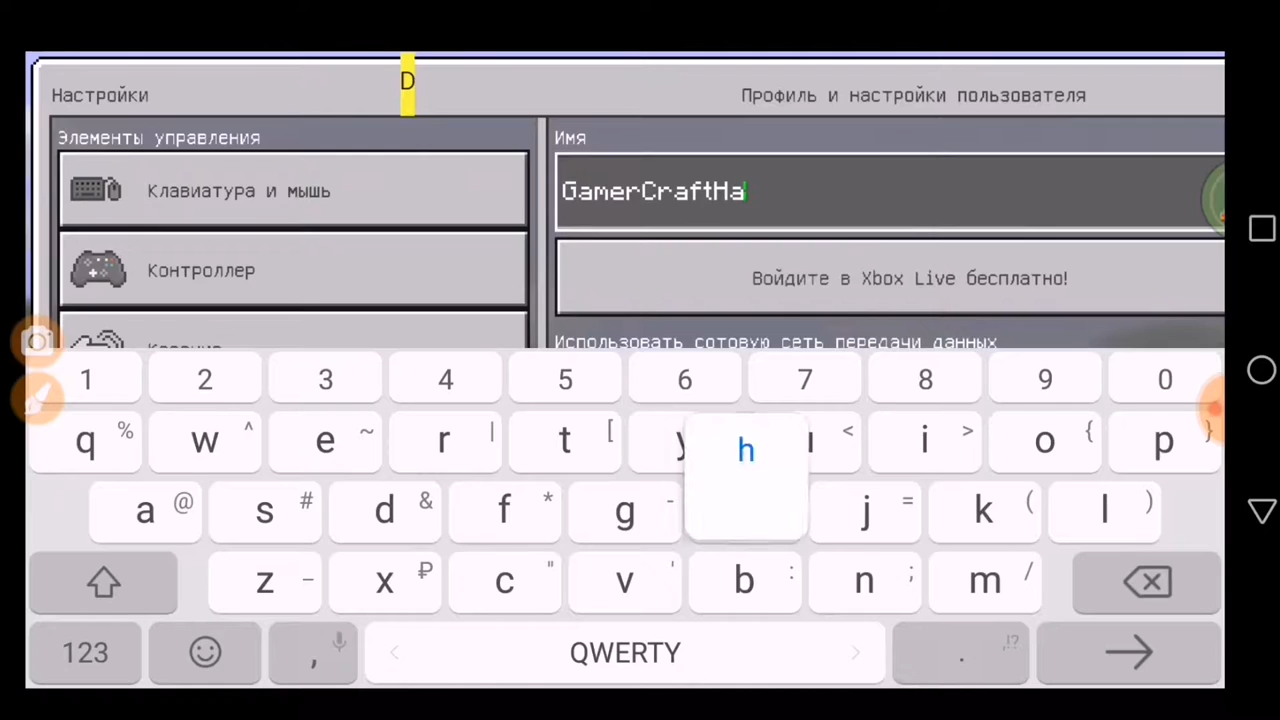 D
Настройки
Профиль и настройки пользователя
Элементы управления
Имя
Клавиатура и мышь
GamerCraftHa
Контроллер
Войдите в Xbox Live бесплатно!
Использовать сотовую сеть передачи данных
1 2 3 4 5 6 7 8 9 0
q % w ^ e ~ r | t [ y u < i > o { p }
h
a @ s # d & f * g - j = k ( l )
z _ x ₽ c " v ' b : n ; m /
123 , < QWERTY > . ,!?